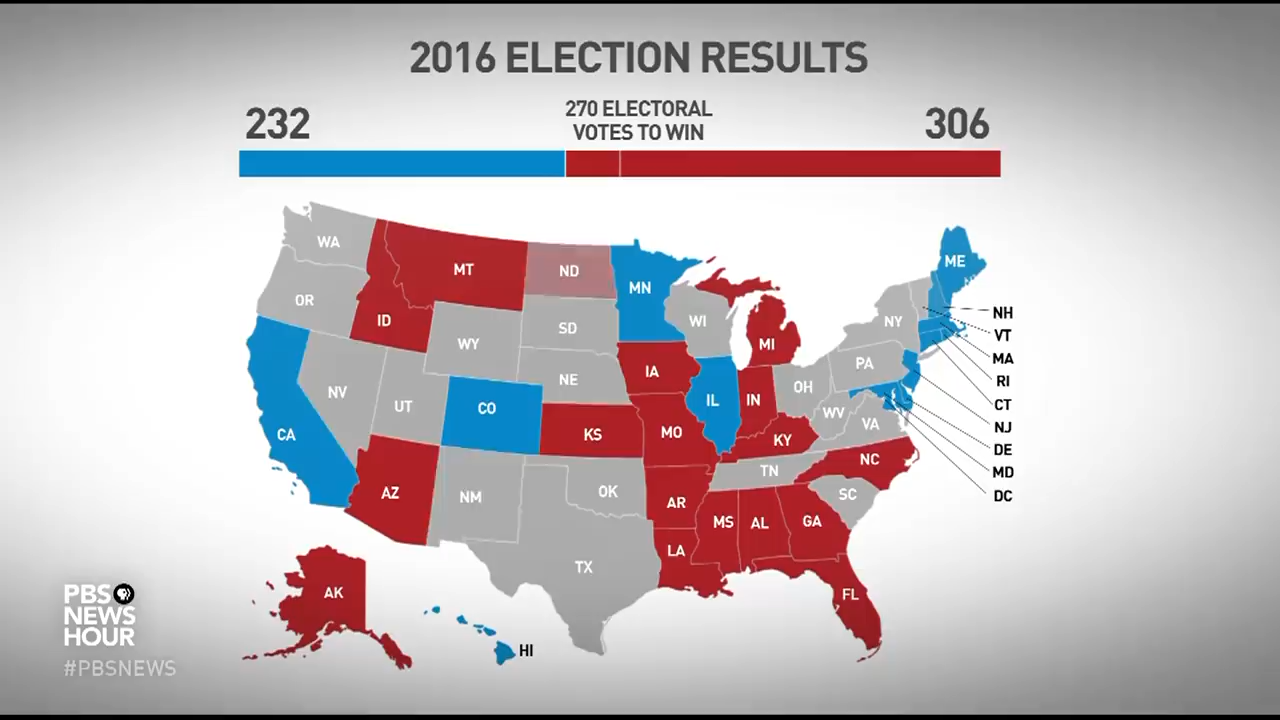 2016 ELECTION RESULTS
232
270 ELECTORAL
VOTES TO WIN
306
WA
MT
ND
MN
ME
OR
ID
SD
WI
NY
NH
VT
WY
MI
MA
IA
PA
RI
NV
UT
NE
IL
IN
OH
CT
CO
WV
VA
NJ
CA
KS
MO
KY
DE
NC
MD
TN
AZ
NM
OK
AR
SC
DC
MS
AL
GA
LA
TX
AK
FL
HI
PBS
NEWS
HOUR
#PBSNEWS